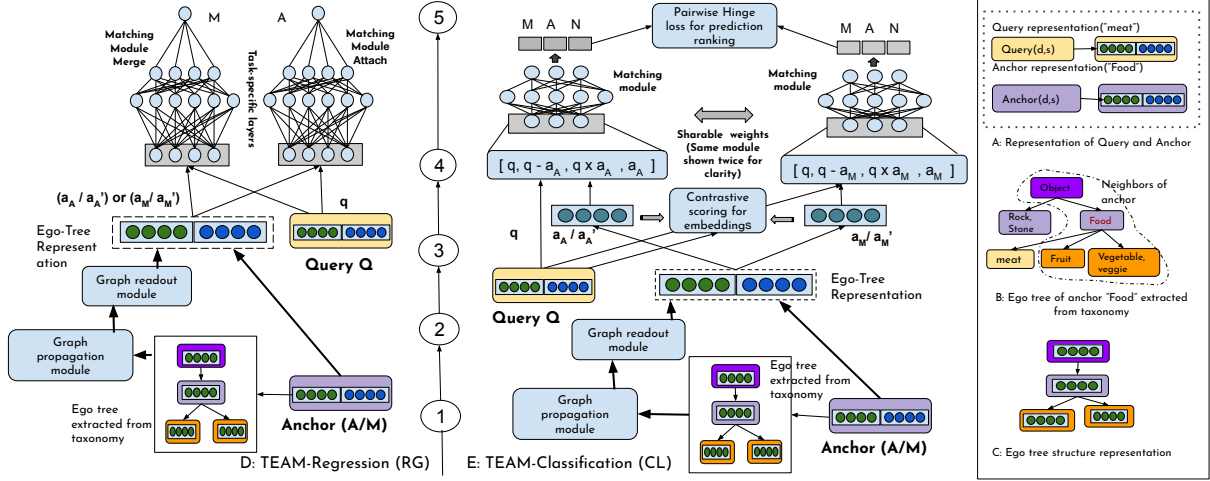 M
A
Matching
Module
Merge
Task-specific
layers
Matching
Module
Attach
(a_A / a_A') or (a_M / a_M')
q
Ego-Tree
Represent
ation
Query Q
Graph readout
module
Graph
propagation
module
Ego tree
extracted from
taxonomy
Anchor (A/M)
D: TEAM-Regression (RG)
5
4
3
2
1
M A N
Pairwise Hinge
loss for prediction
ranking
M A N
Matching
module
Matching
module
Sharable weights
(Same module
shown twice for
clarity)
[ q, q - a_A , q x a_A , a_A ]
[ q, q - a_M , q x a_M , a_M ]
Contrastive
scoring for
embeddings
q
a_A / a_A'
a_M / a_M'
Query Q
Ego-Tree
Representation
Graph readout
module
Graph
propagation
module
Ego tree
extracted from
taxonomy
Anchor (A/M)
E: TEAM-Classification (CL)
Query representation("meat")
Query(d,s)
Anchor representation("Food")
Anchor(d,s)
A: Representation of Query and Anchor
Object
Neighbors of
anchor
Rock,
Stone
Food
meat
Fruit
Vegetable,
veggie
B: Ego tree of anchor "Food" extracted
from taxonomy
C: Ego tree structure representation